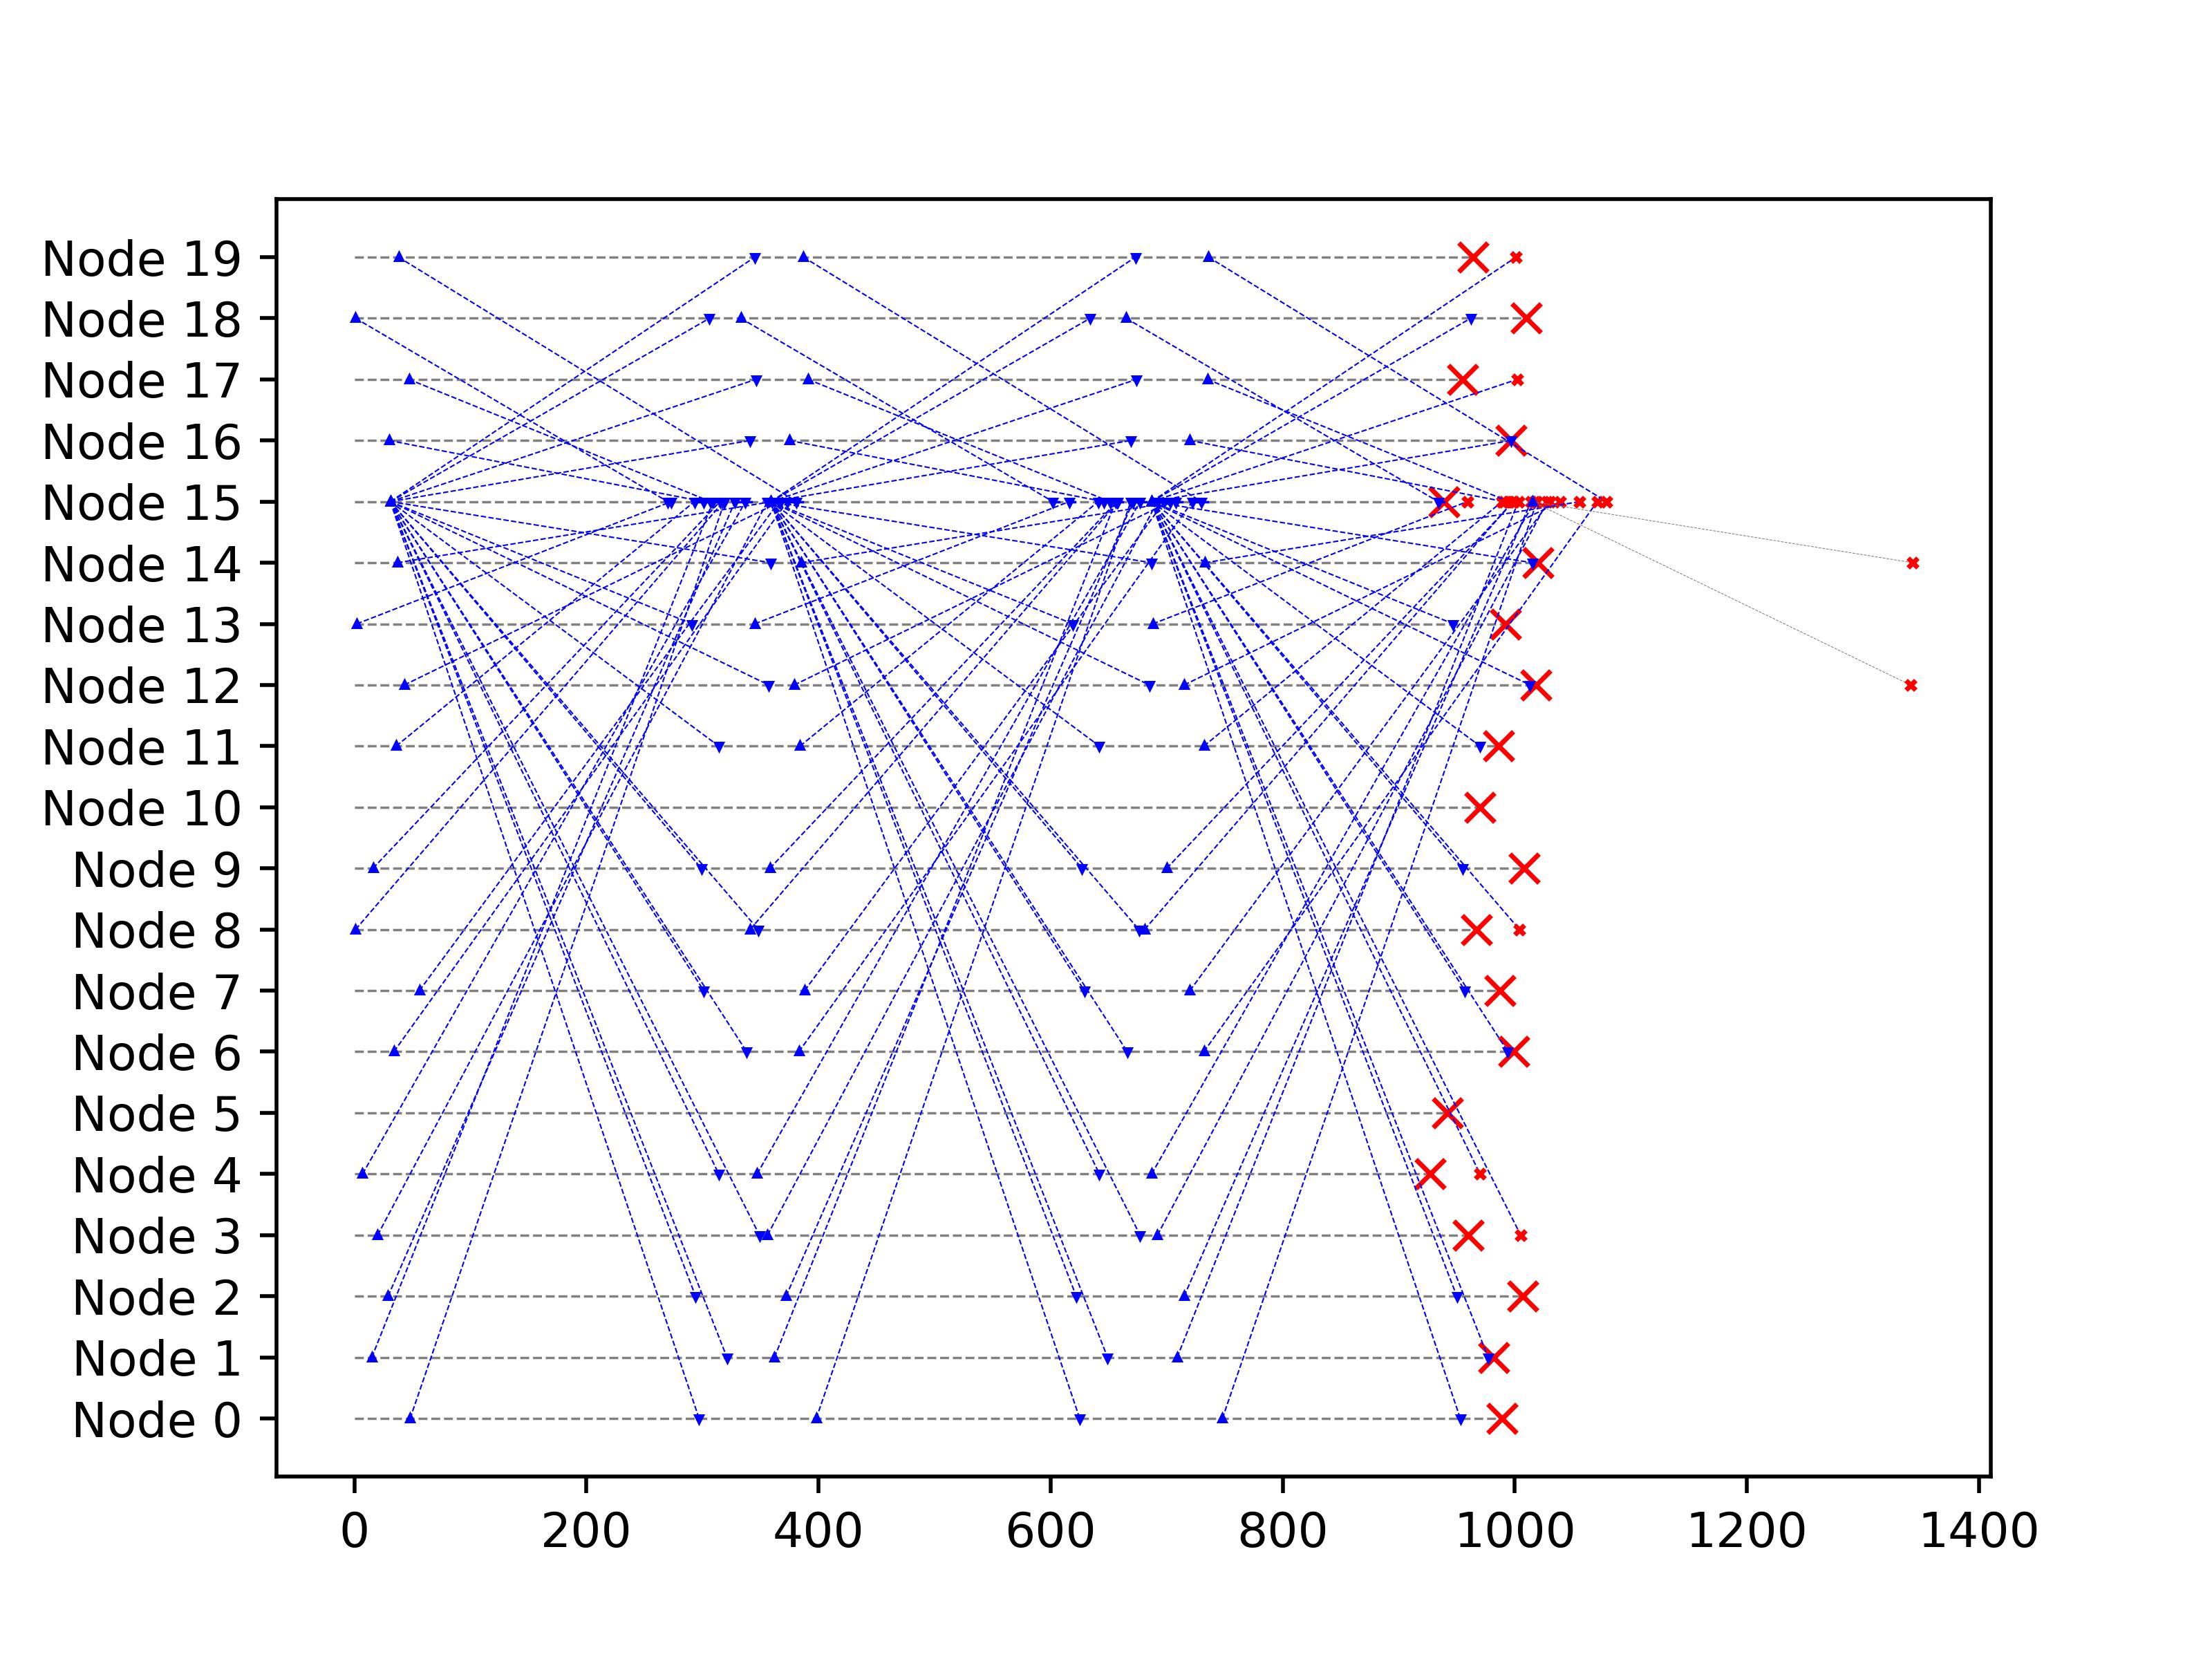 Node 19
Node 18
Node 17
Node 16
Node 15
Node 14
Node 13
Node 12
Node 11
Node 10
Node 9
Node 8
Node 7
Node 6
Node 5
Node 4
Node 3
Node 2
Node 1
Node 0
0 200 400 600 800 1000 1200 1400